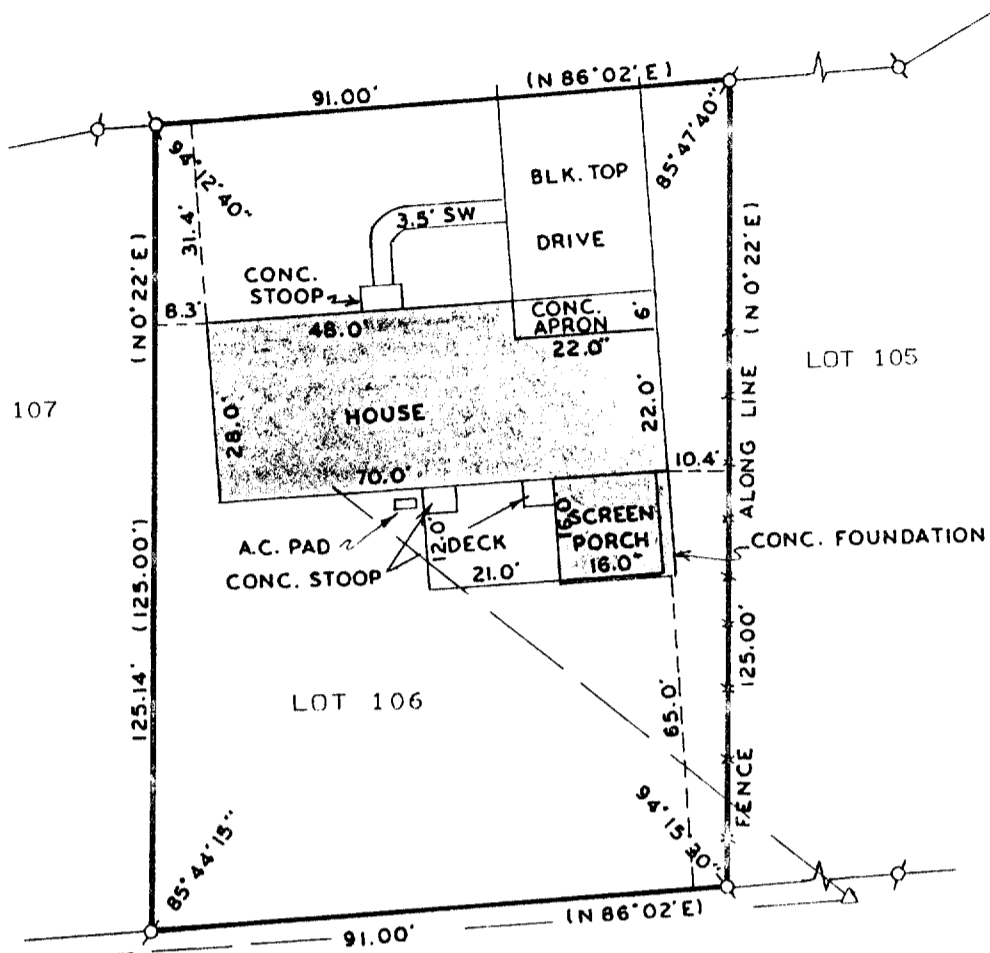 (N 86°02'E)
91.00'
94°12'40"
85°47'40"
BLK. TOP
DRIVE
3.5' SW
31.4'
(N 0°22'E)
(N 0°22'E)
CONC.
STOOP
8.3'
48.0'
CONC.
APRON
6'
22.0"
LOT 105
107
HOUSE
28.0'
22.0'
70.0'
10.4'
ALONG LINE
A.C. PAD
CONC. STOOP
12.0'
DECK
21.0'
16.0'
SCREEN
PORCH
16.0"
CONC. FOUNDATION
125.14' (125.00')
LOT 106
65.0'
125.00'
FENCE
85°44'15"
94°15'30"
(N 86°02'E)
91.00'